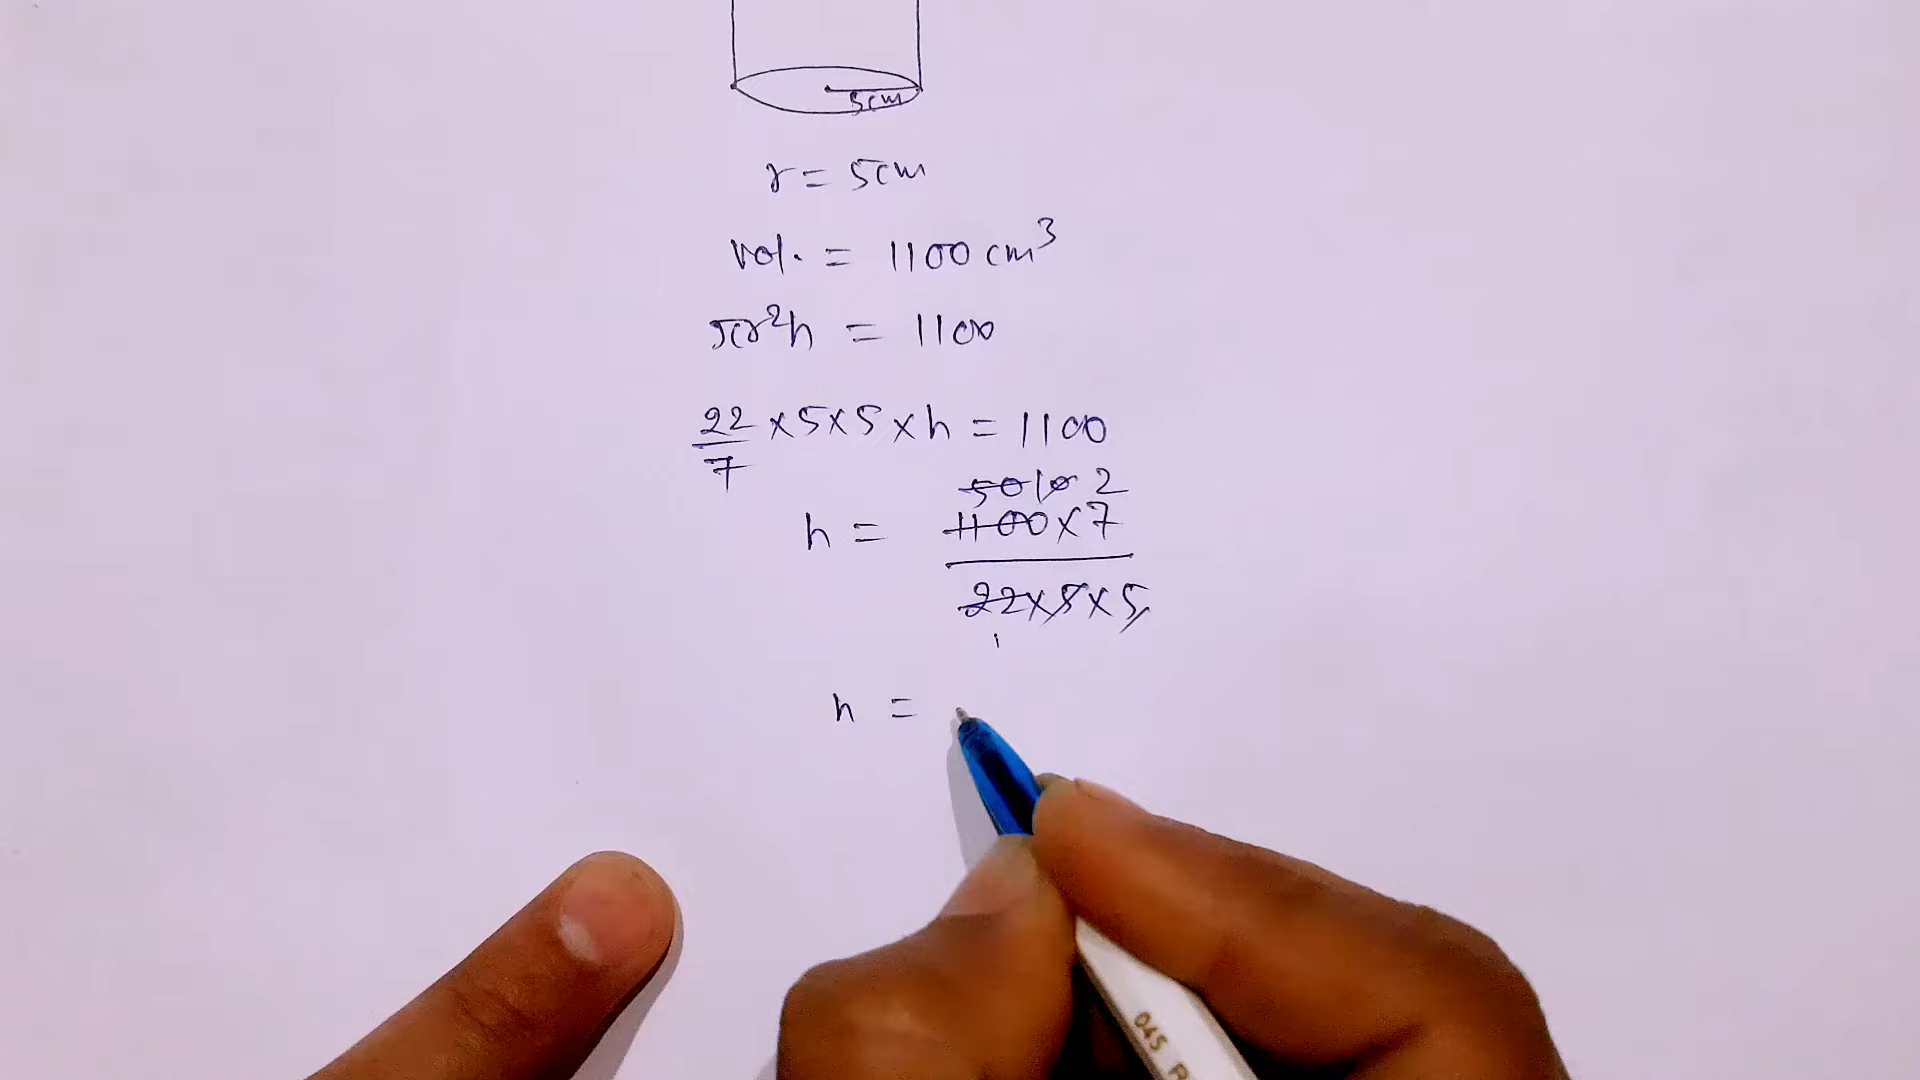 5cm
r = 5cm
vol. = 1100 cm³
πr²h = 1100
22/7 × 5 × 5 × h = 1100
50 10 2
h = 1100 × 7
22 × 5 × 5
1
h =
045